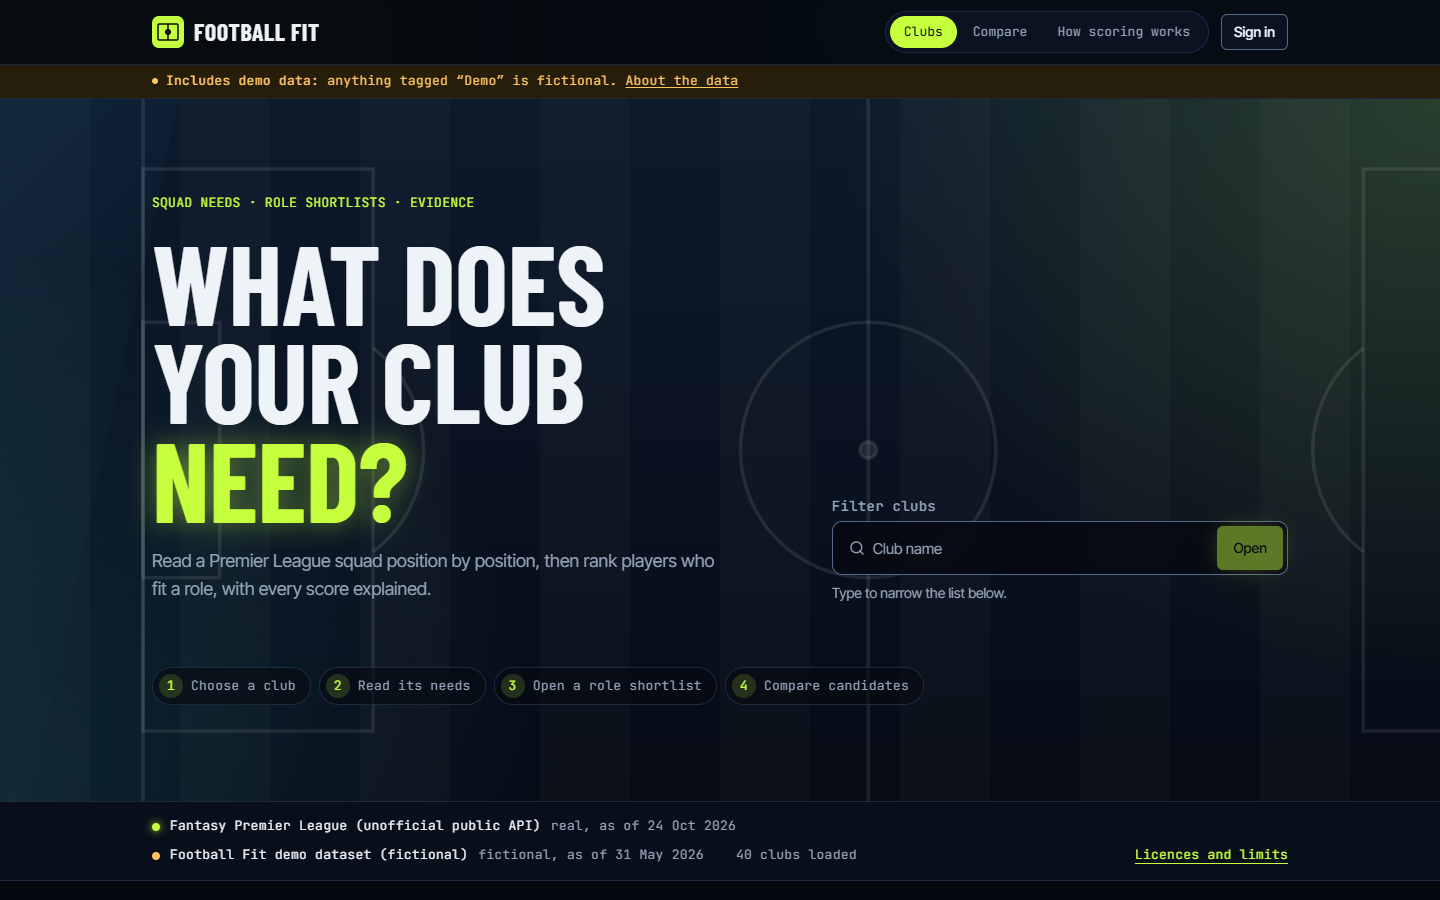 FOOTBALL FIT
Clubs
Compare
How scoring works
Sign in
Includes demo data: anything tagged “Demo” is fictional. About the data
SQUAD NEEDS · ROLE SHORTLISTS · EVIDENCE
WHAT DOES
YOUR CLUB
NEED?
Read a Premier League squad position by position, then rank players who
fit a role, with every score explained.
Filter clubs
Club name
Open
Type to narrow the list below.
1 Choose a club
2 Read its needs
3 Open a role shortlist
4 Compare candidates
Fantasy Premier League (unofficial public API) real, as of 24 Oct 2026
Football Fit demo dataset (fictional) fictional, as of 31 May 2026
40 clubs loaded
Licences and limits